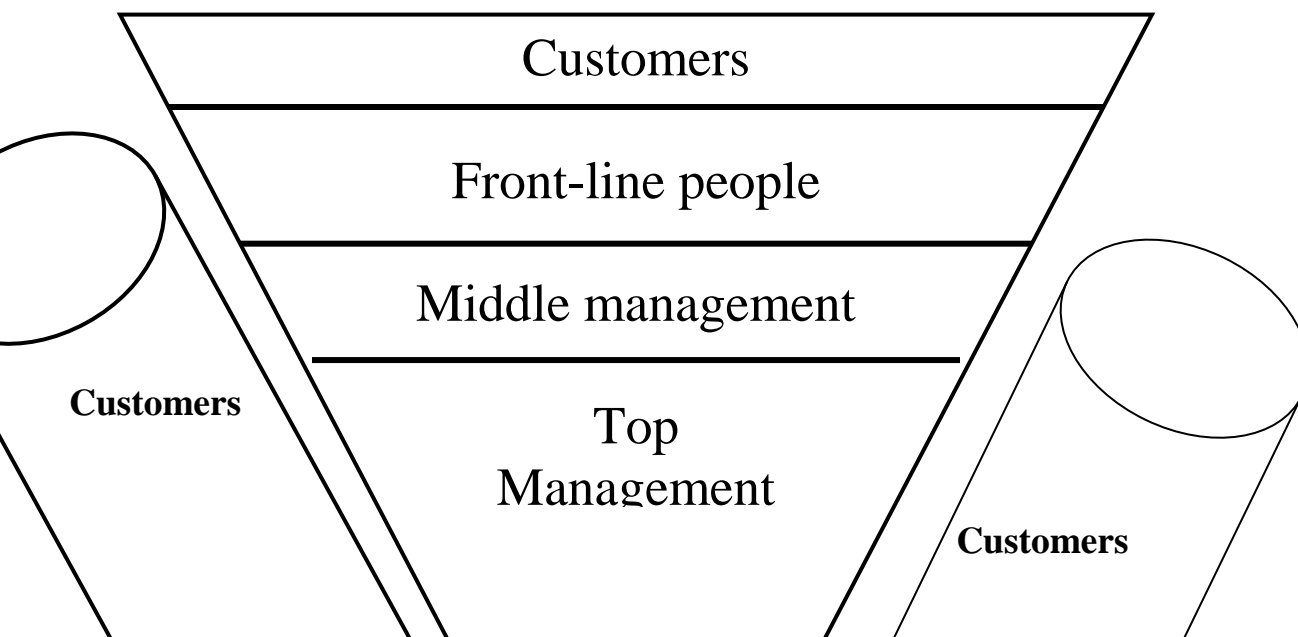 Customers
Front-line people
Middle management
Customers
Top
Management
Customers